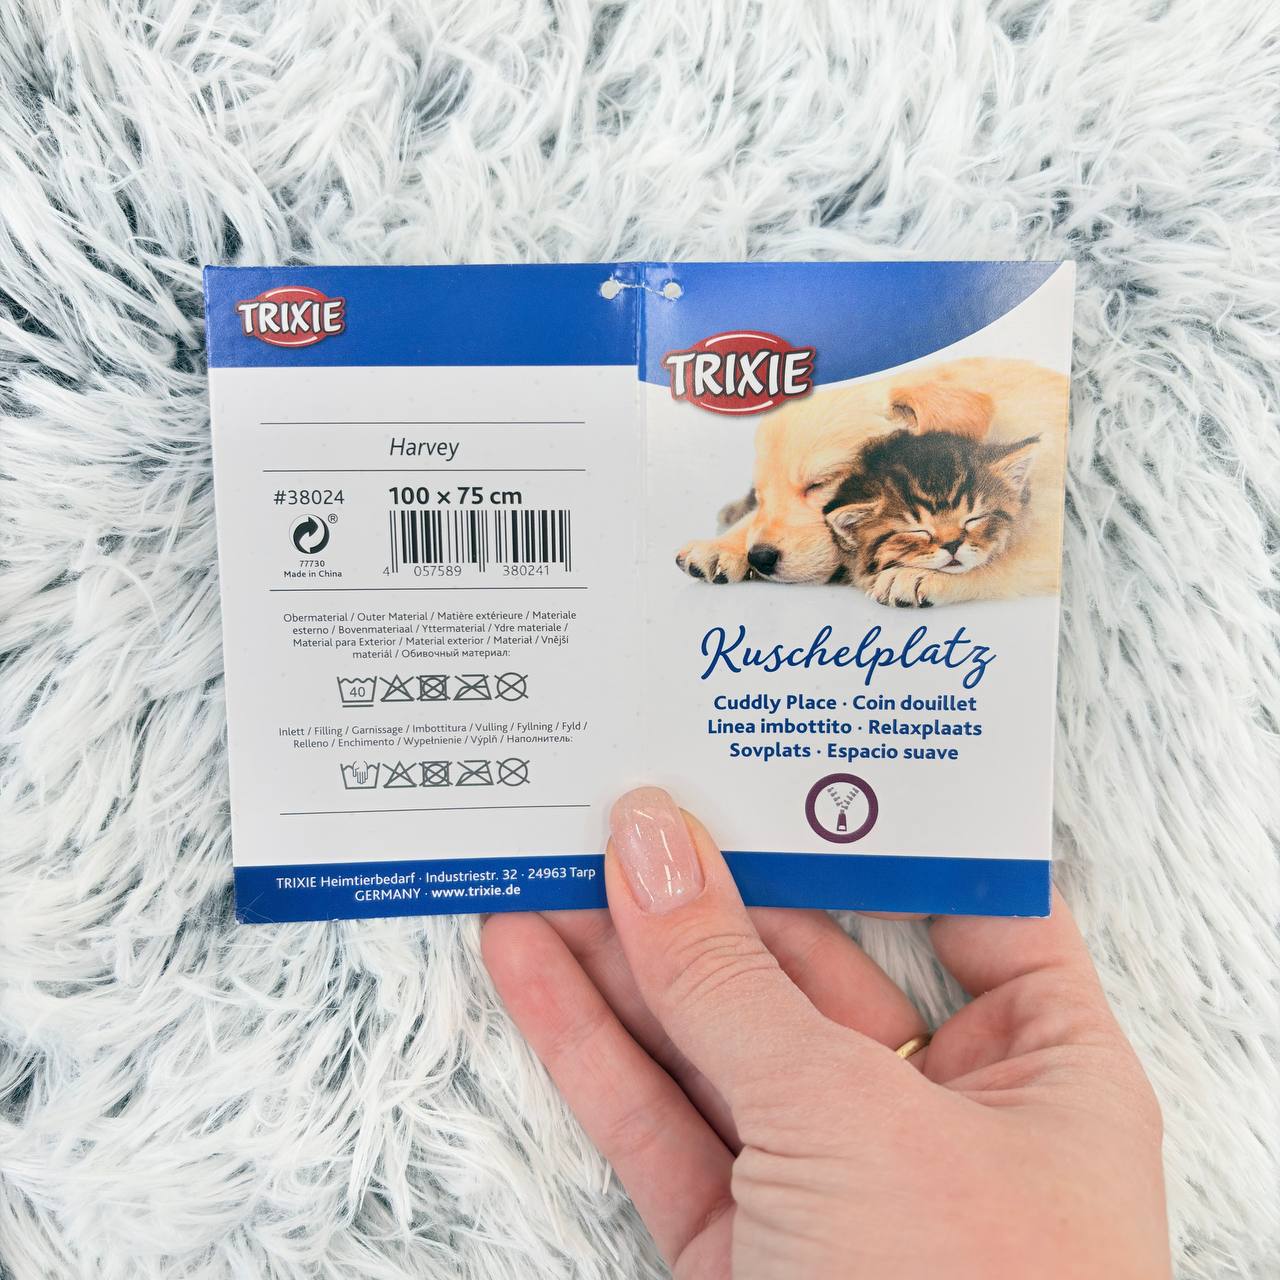 TRIXIE
Harvey
#38024
100 x 75 cm
®
77730
Made in China
4 057589 380241
Obermaterial / Outer Material / Matière extérieure / Materiale
esterno / Bovenmateriaal / Yttermaterial / Ydre materiale /
Material para Exterior / Material exterior / Materiał / Vnější
materiál / Обивочный материал:
40
Inlett / Filling / Garnissage / Imbottitura / Vulling / Fyllning / Fyld /
Relleno / Enchimento / Wypełnienie / Výplň / Наполнитель:
TRIXIE Heimtierbedarf · Industriestr. 32 · 24963 Tarp
GERMANY · www.trixie.de
TRIXIE
Kuschelplatz
Cuddly Place · Coin douillet
Linea imbottito · Relaxplaats
Sovplats · Espacio suave